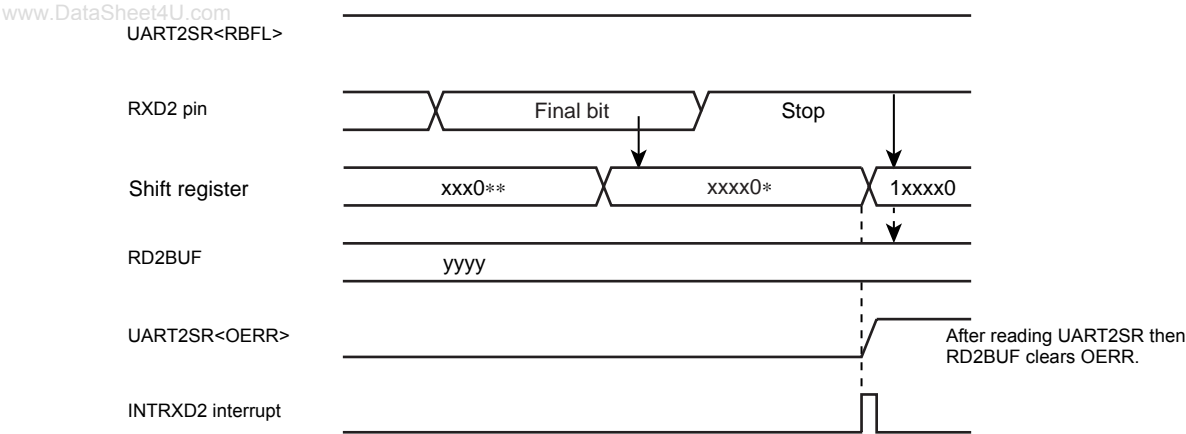 www.DataSheet4U.com
UART2SR<RBFL>
RXD2 pin
Final bit
Stop
Shift register
xxx0**
xxxx0*
1xxxx0
RD2BUF
yyyy
UART2SR<OERR>
After reading UART2SR then
RD2BUF clears OERR.
INTRXD2 interrupt